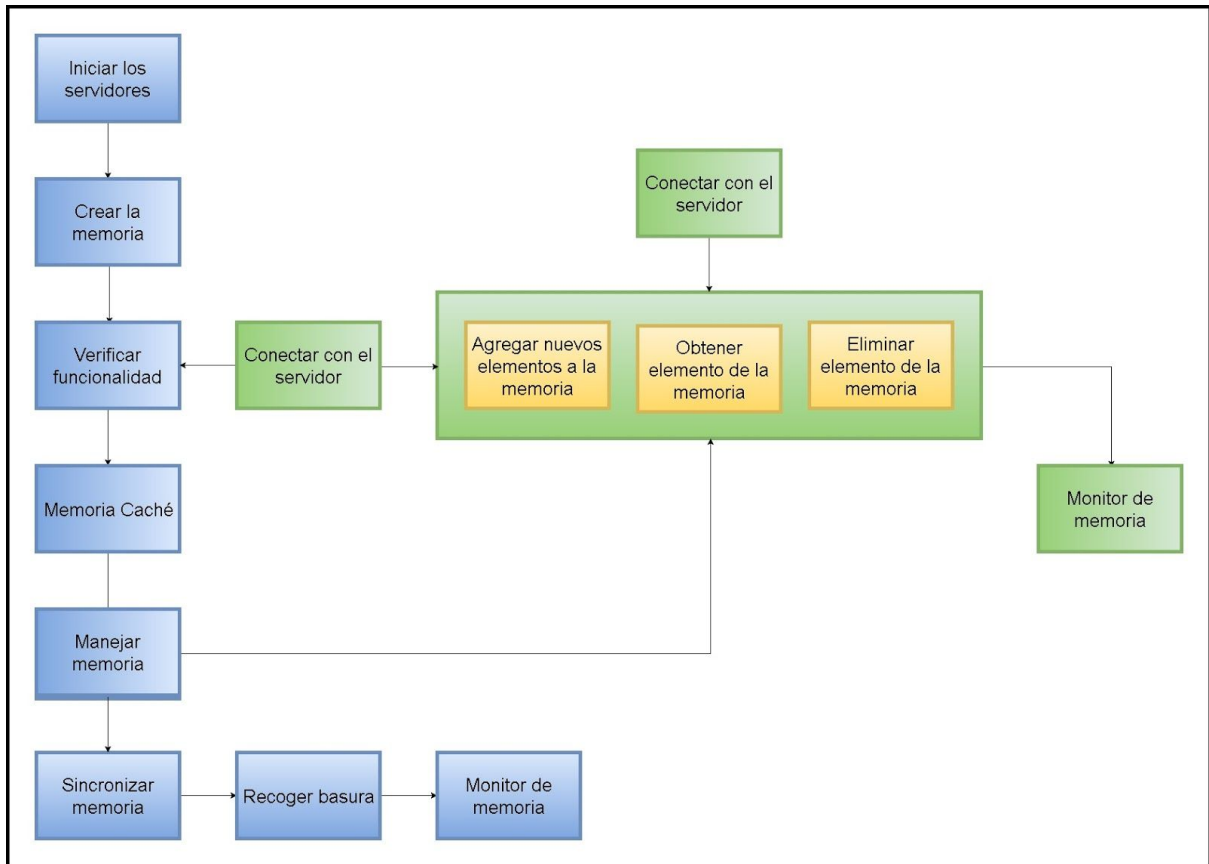 Iniciar los
servidores
Conectar con el
servidor
Crear la
memoria
Verificar
funcionalidad
Conectar con el
servidor
Agregar nuevos
elementos a la
memoria
Obtener
elemento de la
memoria
Eliminar
elemento de la
memoria
Memoria Caché
Monitor de
memoria
Manejar
memoria
Sincronizar
memoria
Recoger basura
Monitor de
memoria